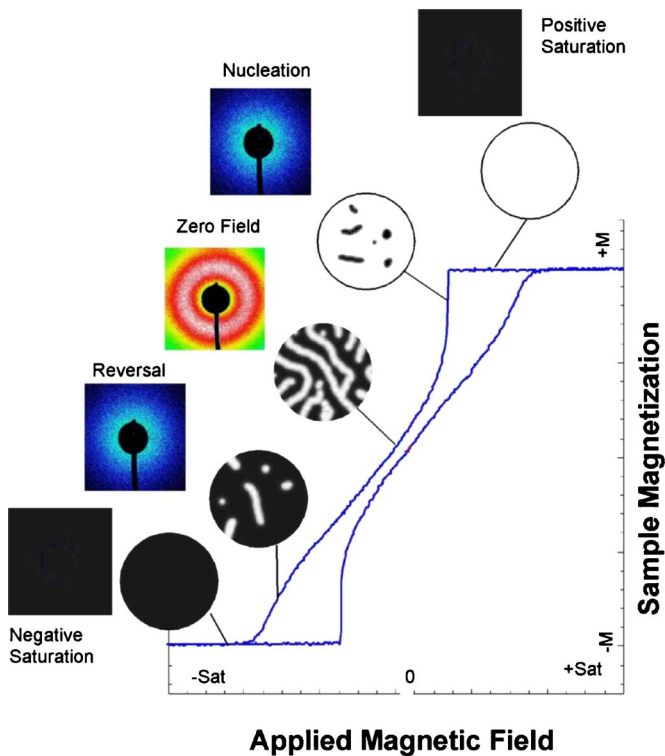 Positive
Saturation
Nucleation
Zero Field
Reversal
Negative
Saturation
+M
Sample Magnetization
-M
-Sat
0
+Sat
Applied Magnetic Field